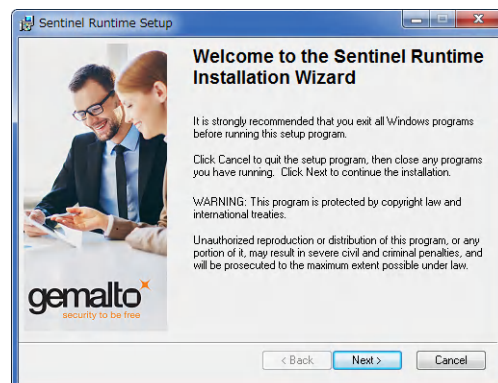 Sentinel Runtime Setup
Welcome to the Sentinel Runtime
Installation Wizard
It is strongly recommended that you exit all Windows programs
before running this setup program.
Click Cancel to quit the setup program, then close any programs
you have running. Click Next to continue the installation.
WARNING: This program is protected by copyright law and
international treaties.
Unauthorized reproduction or distribution of this program, or any
portion of it, may result in severe civil and criminal penalties, and
will be prosecuted to the maximum extent possible under law.
gemalto
security to be free
< Back Next > Cancel